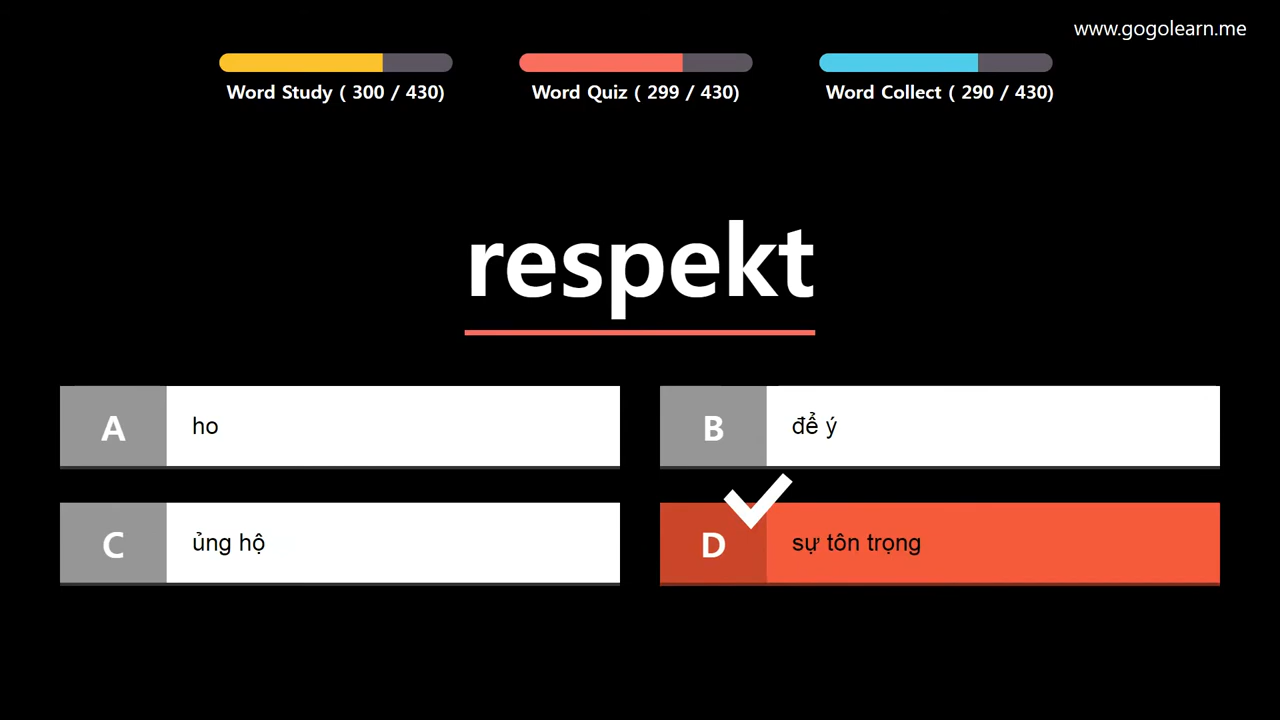 www.gogolearn.me
Word Study ( 300 / 430)
Word Quiz ( 299 / 430)
Word Collect ( 290 / 430)
respekt
A
ho
B
để ý
C
ủng hộ
D
sự tôn trọng